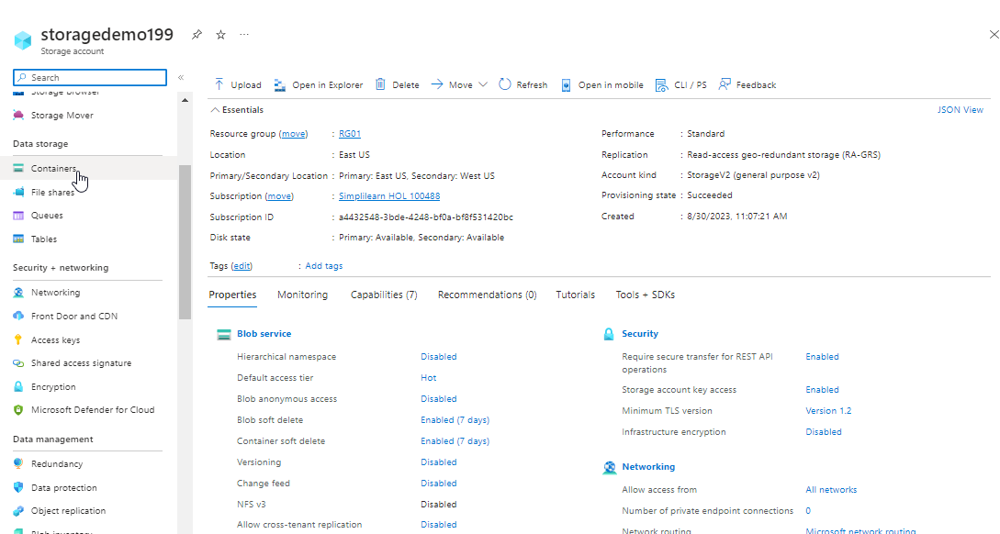 storagedemo199
Storage account
Search
Storage browser
Storage Mover
Data storage
Containers
File shares
Queues
Tables
Security + networking
Networking
Front Door and CDN
Access keys
Shared access signature
Encryption
Microsoft Defender for Cloud
Data management
Redundancy
Data protection
Object replication
Blob inventory
Upload Open in Explorer Delete Move Refresh Open in mobile CLI / PS Feedback
Essentials JSON View
Resource group (move) : RG01
Location : East US
Primary/Secondary Location : Primary: East US, Secondary: West US
Subscription (move) : Simplilearn HOL 100488
Subscription ID : a4432548-3bde-4248-bf0a-bf8f531420bc
Disk state : Primary: Available, Secondary: Available
Performance : Standard
Replication : Read-access geo-redundant storage (RA-GRS)
Account kind : StorageV2 (general purpose v2)
Provisioning state : Succeeded
Created : 8/30/2023, 11:07:21 AM
Tags (edit) : Add tags
Properties Monitoring Capabilities (7) Recommendations (0) Tutorials Tools + SDKs
Blob service
Hierarchical namespace Disabled
Default access tier Hot
Blob anonymous access Disabled
Blob soft delete Enabled (7 days)
Container soft delete Enabled (7 days)
Versioning Disabled
Change feed Disabled
NFS v3 Disabled
Allow cross-tenant replication Disabled
Security
Require secure transfer for REST API Enabled
operations
Storage account key access Enabled
Minimum TLS version Version 1.2
Infrastructure encryption Disabled
Networking
Allow access from All networks
Number of private endpoint connections 0
Network routing Microsoft network routing